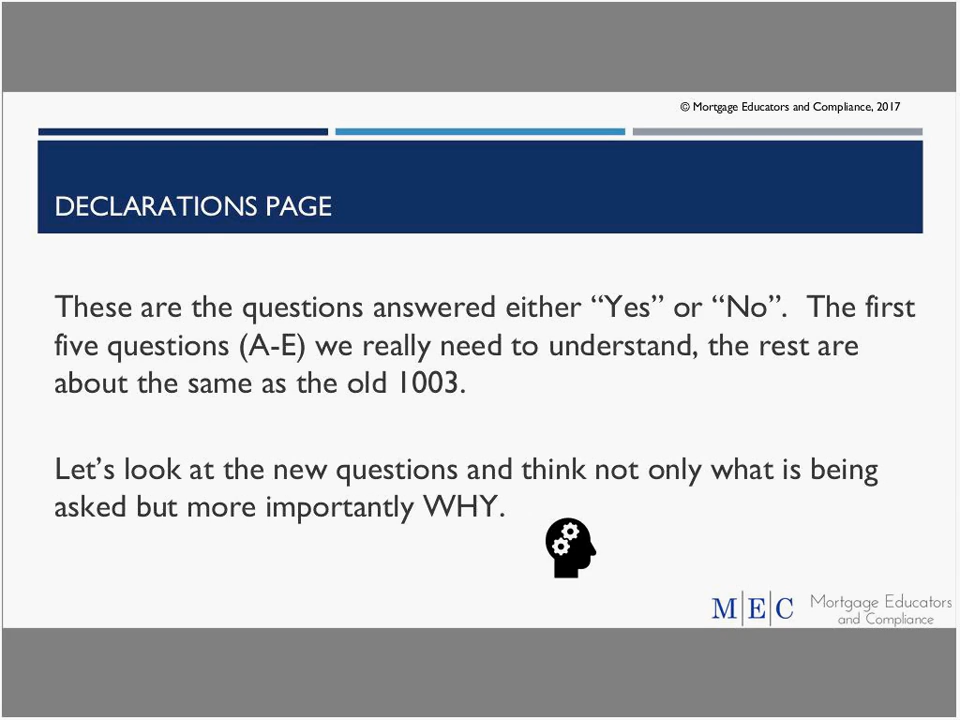 © Mortgage Educators and Compliance, 2017
DECLARATIONS PAGE
These are the questions answered either “Yes” or “No”.  The first
five questions (A-E) we really need to understand, the rest are
about the same as the old 1003.
Let’s look at the new questions and think not only what is being
asked but more importantly WHY.
M|E|C Mortgage Educators
and Compliance